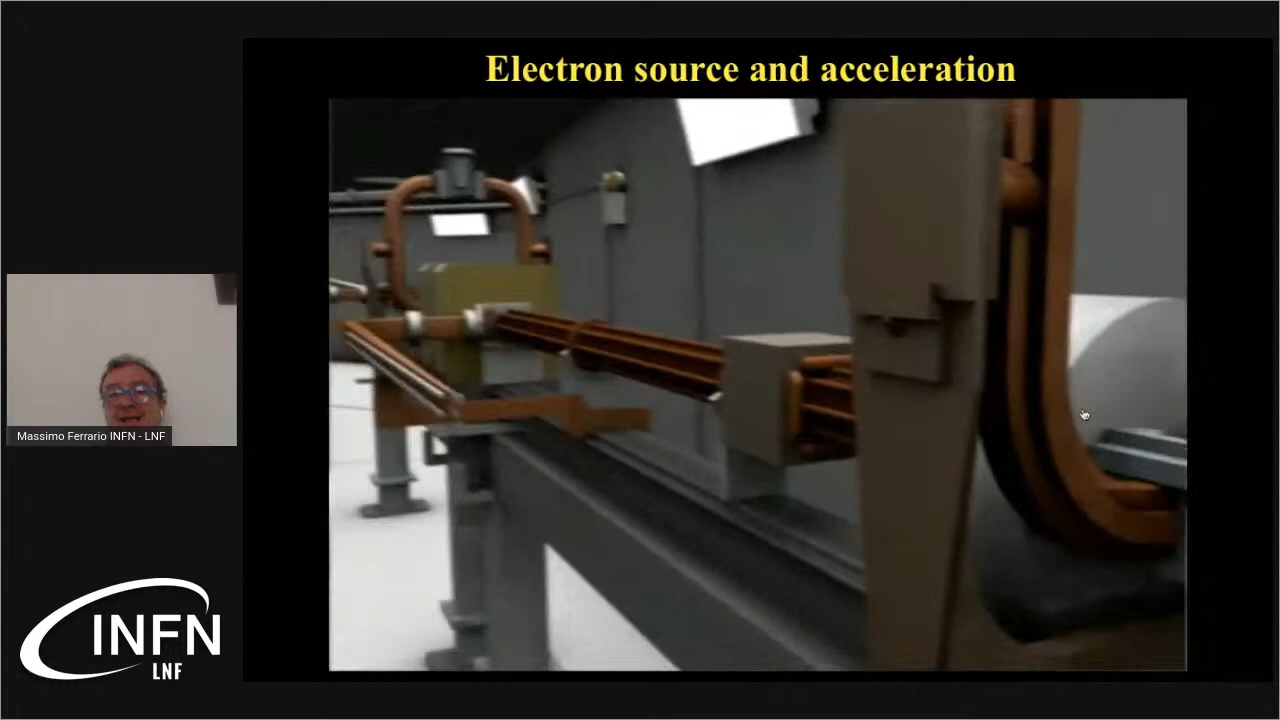 Electron source and acceleration
Massimo Ferrario INFN - LNF
INFN
LNF